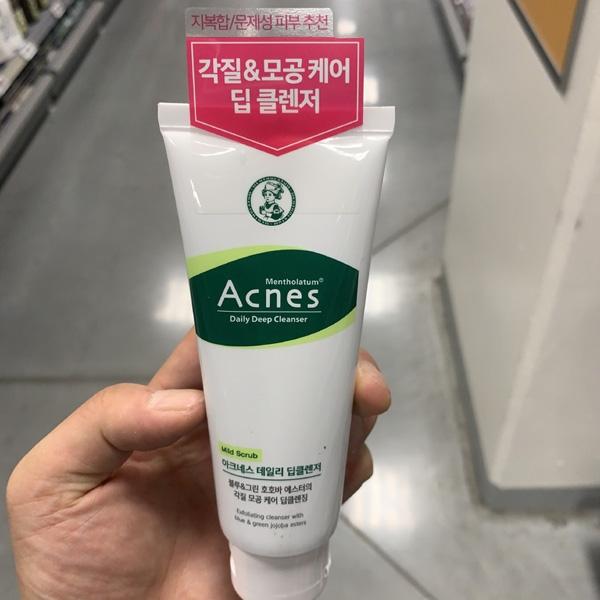 지복합/문제성 피부 추천
각질&모공 케어
딥 클렌저
Mentholatum®
Acnes
Daily Deep Cleanser
Mild Scrub
아크네스 데일리 딥클렌저
블루&그린 호호바 에스터의
각질 모공 케어 딥클렌징
Exfoliating cleanser with
blue & green jojoba esters